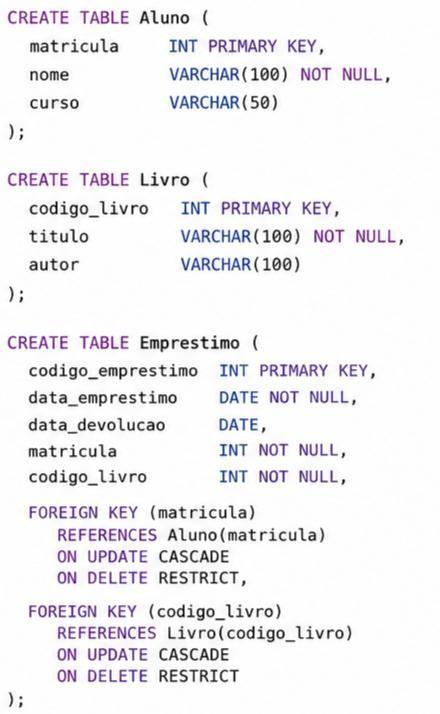 CREATE TABLE Aluno (
matricula INT PRIMARY KEY,
nome VARCHAR(100) NOT NULL,
curso VARCHAR(50)
);
CREATE TABLE Livro (
codigo_livro INT PRIMARY KEY,
titulo VARCHAR(100) NOT NULL,
autor VARCHAR(100)
);
CREATE TABLE Emprestimo (
codigo_emprestimo INT PRIMARY KEY,
data_emprestimo DATE NOT NULL,
data_devolucao DATE,
matricula INT NOT NULL,
codigo_livro INT NOT NULL,
FOREIGN KEY (matricula)
REFERENCES Aluno(matricula)
ON UPDATE CASCADE
ON DELETE RESTRICT,
FOREIGN KEY (codigo_livro)
REFERENCES Livro(codigo_livro)
ON UPDATE CASCADE
ON DELETE RESTRICT
);